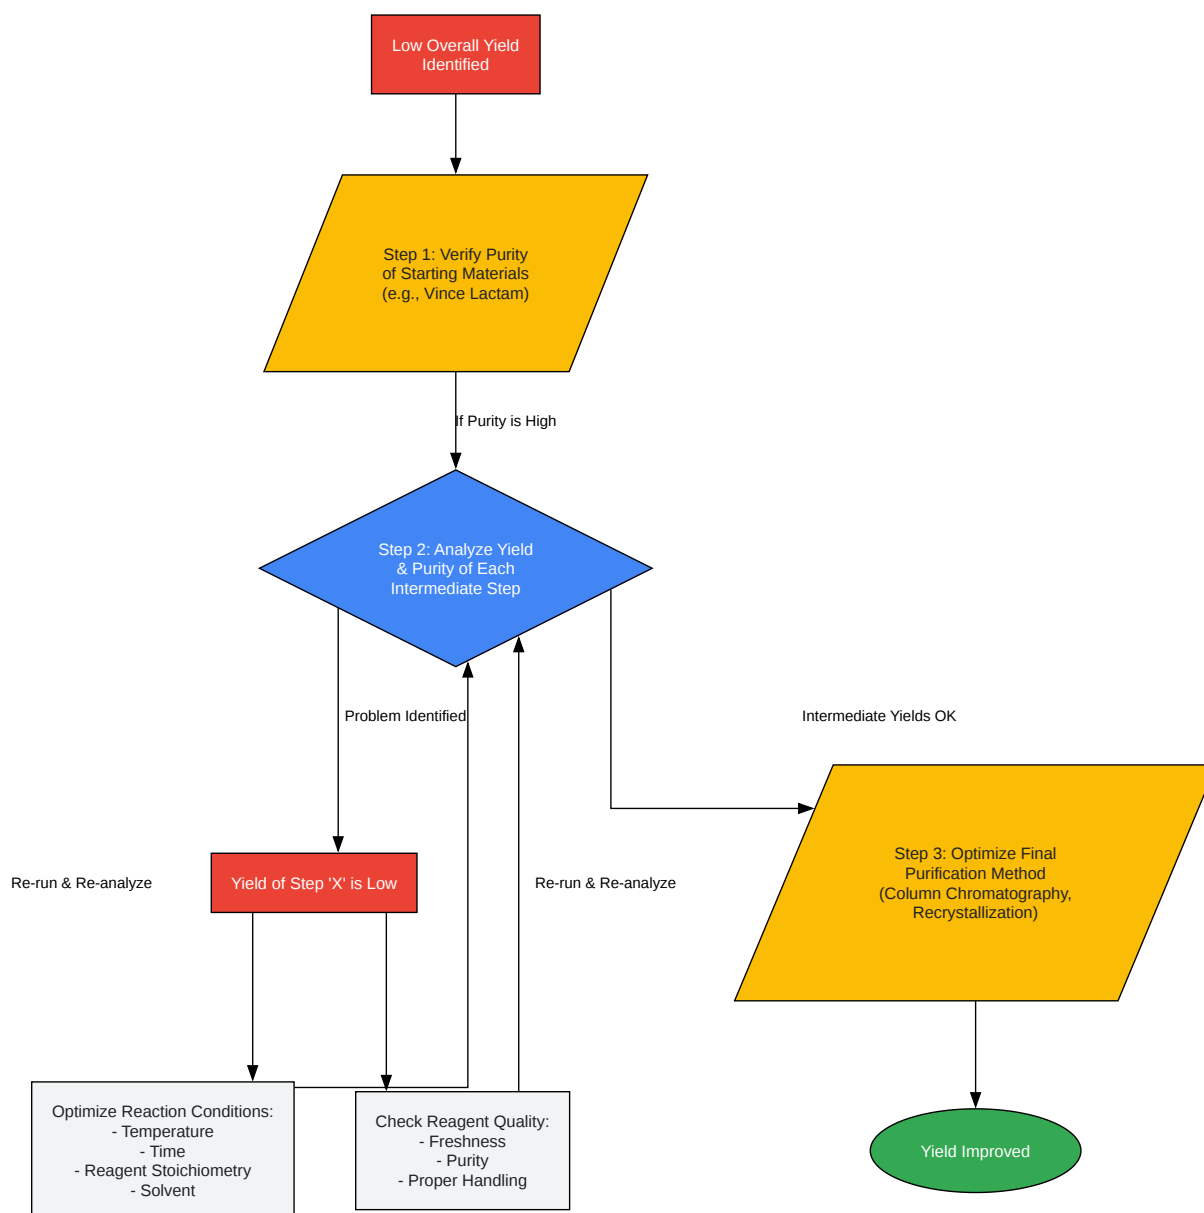 Low Overall Yield
Identified
Step 1: Verify Purity
of Starting Materials
(e.g., Vince Lactam)
If Purity is High
Step 2: Analyze Yield
& Purity of Each
Intermediate Step
Problem Identified
Intermediate Yields OK
Yield of Step 'X' is Low
Re-run & Re-analyze
Re-run & Re-analyze
Step 3: Optimize Final
Purification Method
(Column Chromatography,
Recrystallization)
Optimize Reaction Conditions:
- Temperature
- Time
- Reagent Stoichiometry
- Solvent
Check Reagent Quality:
- Freshness
- Purity
- Proper Handling
Yield Improved